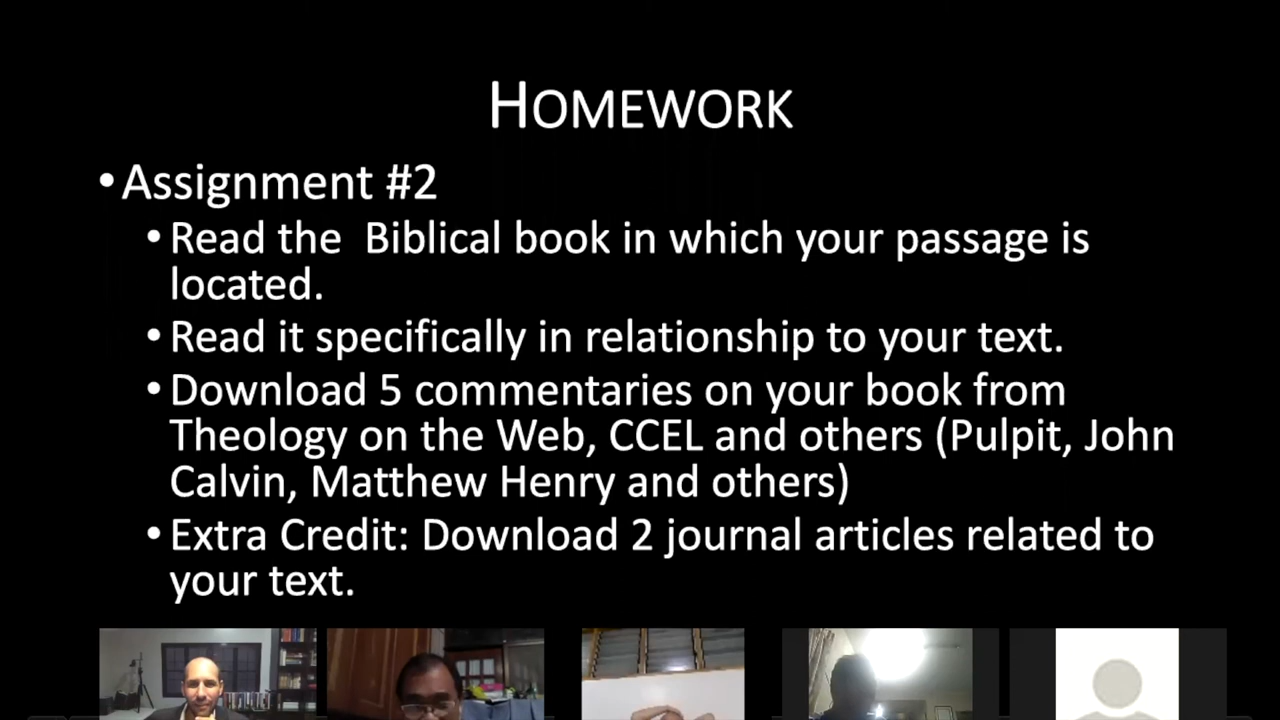 HOMEWORK
•Assignment #2
•Read the  Biblical book in which your passage is
located.
•Read it specifically in relationship to your text.
•Download 5 commentaries on your book from
Theology on the Web, CCEL and others (Pulpit, John
Calvin, Matthew Henry and others)
•Extra Credit: Download 2 journal articles related to
your text.